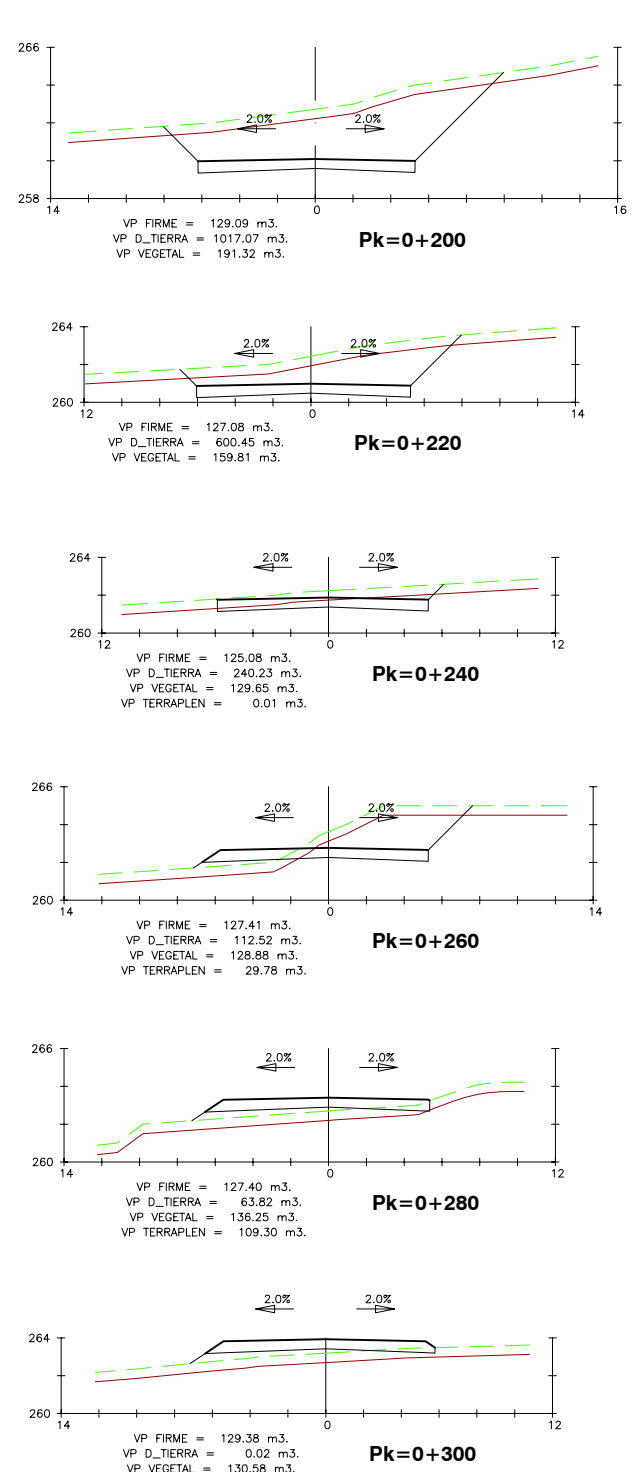 266
2.0% 2.0%
258
14 0 16
VP FIRME = 129.09 m3.
VP D_TIERRA = 1017.07 m3.
VP VEGETAL = 191.32 m3.
Pk=0+200
264
2.0% 2.0%
260
12 0 14
VP FIRME = 127.08 m3.
VP D_TIERRA = 600.45 m3.
VP VEGETAL = 159.81 m3.
Pk=0+220
264
2.0% 2.0%
260
12 0 12
VP FIRME = 125.08 m3.
VP D_TIERRA = 240.23 m3.
VP VEGETAL = 129.65 m3.
VP TERRAPLEN = 0.01 m3.
Pk=0+240
266
2.0% 2.0%
260
14 0 14
VP FIRME = 127.41 m3.
VP D_TIERRA = 112.52 m3.
VP VEGETAL = 128.88 m3.
VP TERRAPLEN = 29.78 m3.
Pk=0+260
266
2.0% 2.0%
260
14 0 12
VP FIRME = 127.40 m3.
VP D_TIERRA = 63.82 m3.
VP VEGETAL = 136.25 m3.
VP TERRAPLEN = 109.30 m3.
Pk=0+280
2.0% 2.0%
264
260
14 0 12
VP FIRME = 129.38 m3.
VP D_TIERRA = 0.02 m3.
VP VEGETAL = 130.58 m3.
Pk=0+300